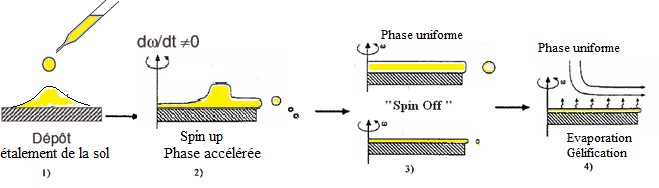 Dépôt
étalement de la sol
1)
dω/dt ≠0
Spin up
Phase accélérée
2)
Phase uniforme
ω
"Spin Off "
ω
3)
Phase uniforme
ω
Evaporation
Gélification
4)